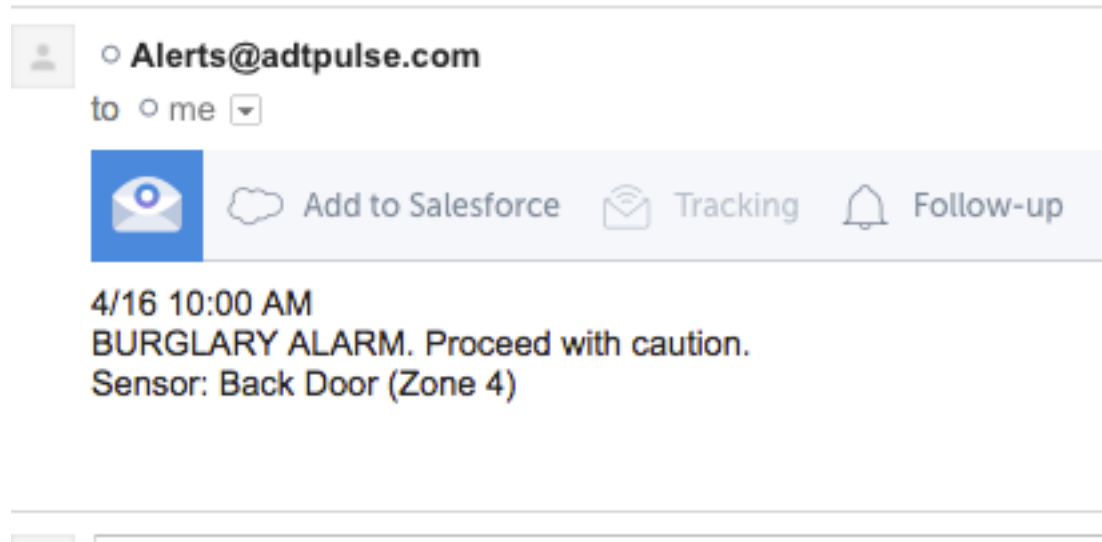 Alerts@adtpulse.com
to me
Add to Salesforce Tracking Follow-up
4/16 10:00 AM
BURGLARY ALARM. Proceed with caution.
Sensor: Back Door (Zone 4)